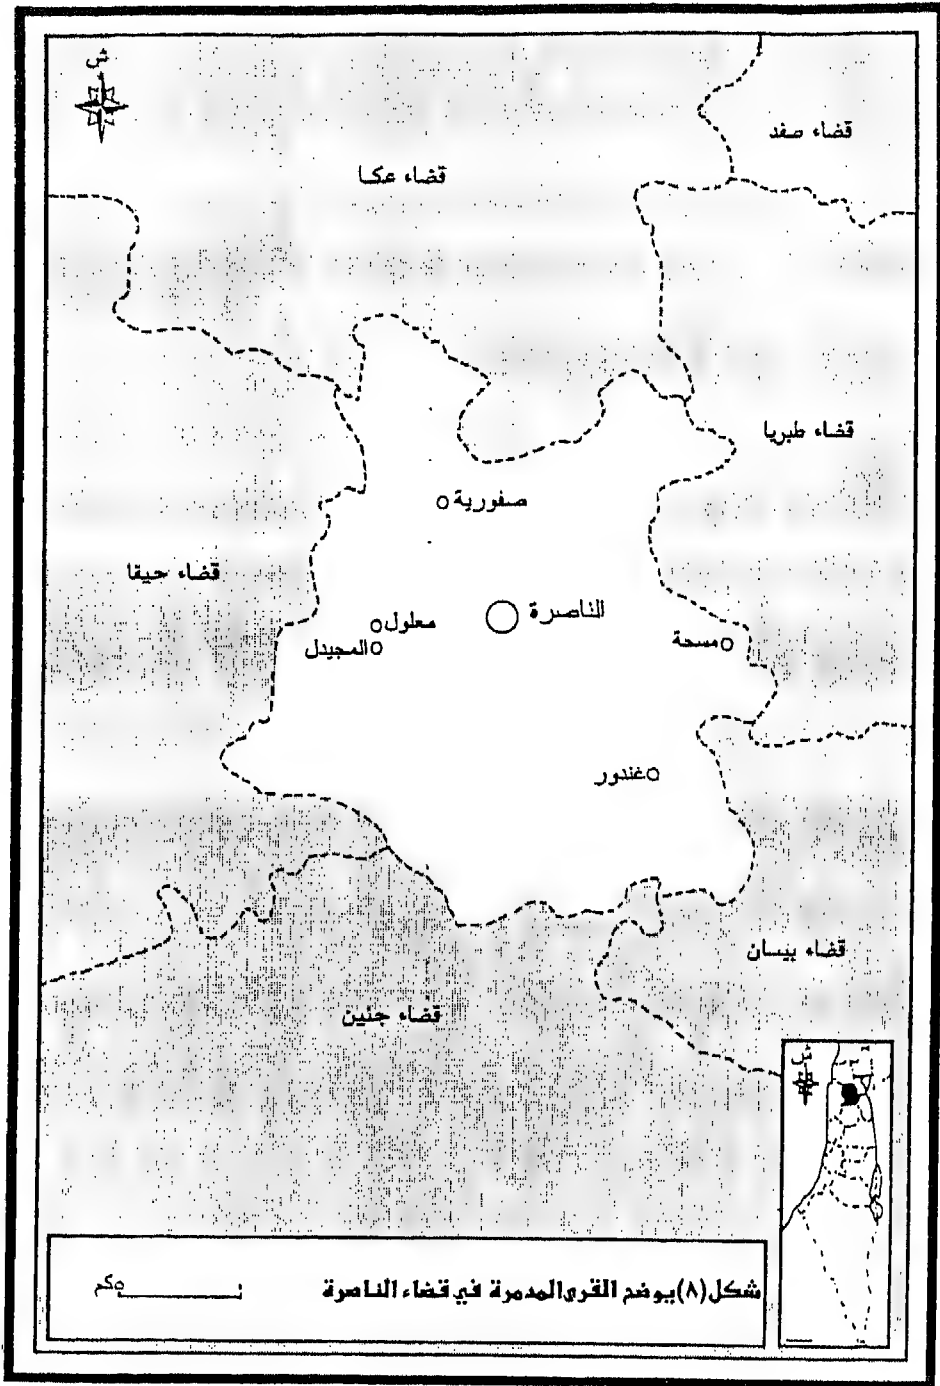 ش
قضاء صفد
قضاء عكا
قضاء طبريا
صفورية
قضاء حيفا
الناصرة
معلول
مسحة
المجيدل
غندور
قضاء بيسان
قضاء جنين
ش
شكل (٨) يوضح القرى المدمرة في قضاء الناصرة
٥كم